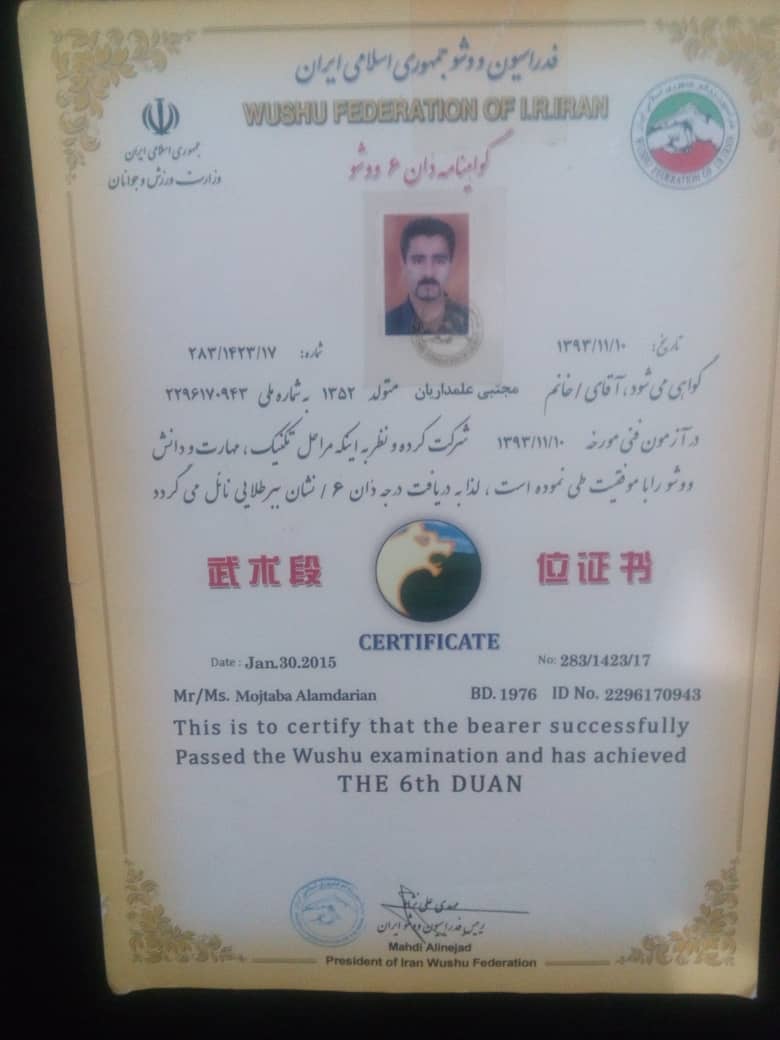 فدراسیون ووشو جمهوری اسلامی ایران
WUSHU FEDERATION OF I.R.IRAN
جمهوری اسلامی ایران
وزارت ورزش و جوانان
WUSHU FEDERATION OF I.R.IRAN
گواهینامه دان ۶ ووشو
تاریخ: ۱۳۹۳/۱۱/۱۰ شماره: ۲۸۳/۱۴۲۳/۱۷
گواهی می شود، آقای / خانم مجتبی علمداریان متولد ۱۳۵۲ به شماره ملی ۲۲۹۶۱۷۰۹۴۳
در آزمون فنی مورخه ۱۳۹۳/۱۱/۱۰ شرکت کرده و نظر به اینکه مراحل تکنیک، مهارت و دانش
ووشو را با موفقیت طی نموده است، لذا به دریافت درجه دان ۶ / نشان ببر طلایی نائل می گردد
武术段 位证书
CERTIFICATE
Date: Jan.30.2015 No: 283/1423/17
Mr/Ms. Mojtaba Alamdarian BD. 1976 ID No. 2296170943
This is to certify that the bearer successfully
Passed the Wushu examination and has achieved
THE 6th DUAN
مهدی علی نژاد
رییس فدراسیون ووشو ایران
Mahdi Alinejad
President of Iran Wushu Federation